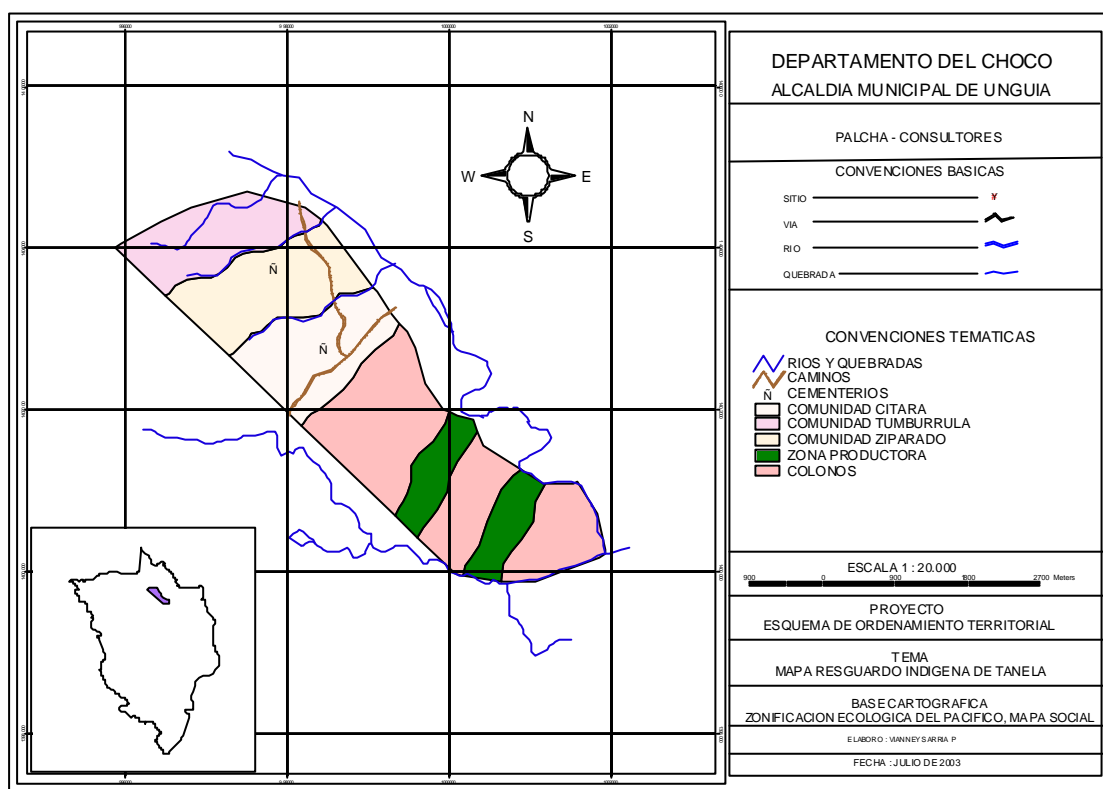 DEPARTAMENTO DEL CHOCO
ALCALDIA MUNICIPAL DE UNGUIA
PALCHA - CONSULTORES
CONVENCIONES BASICAS
SITIO
VIA
RIO
QUEBRADA
CONVENCIONES TEMATICAS
RIOS Y QUEBRADAS
CAMINOS
Ñ CEMENTERIOS
COMUNIDAD CITARA
COMUNIDAD TUMBURRULA
COMUNIDAD ZIPARADO
ZONA PRODUCTORA
COLONOS
ESCALA 1 : 20.000
900 0 900 1800 2700 Meters
PROYECTO
ESQUEMA DE ORDENAMIENTO TERRITORIAL
TEMA
MAPA RESGUARDO INDIGENA DE TANELA
BASE CARTOGRAFICA
ZONIFICACION ECOLOGICA DEL PACIFICO, MAPA SOCIAL
ELABORO : VIANNEY SARRIA P
FECHA : JULIO DE 2003
N
W E
S
Ñ
Ñ